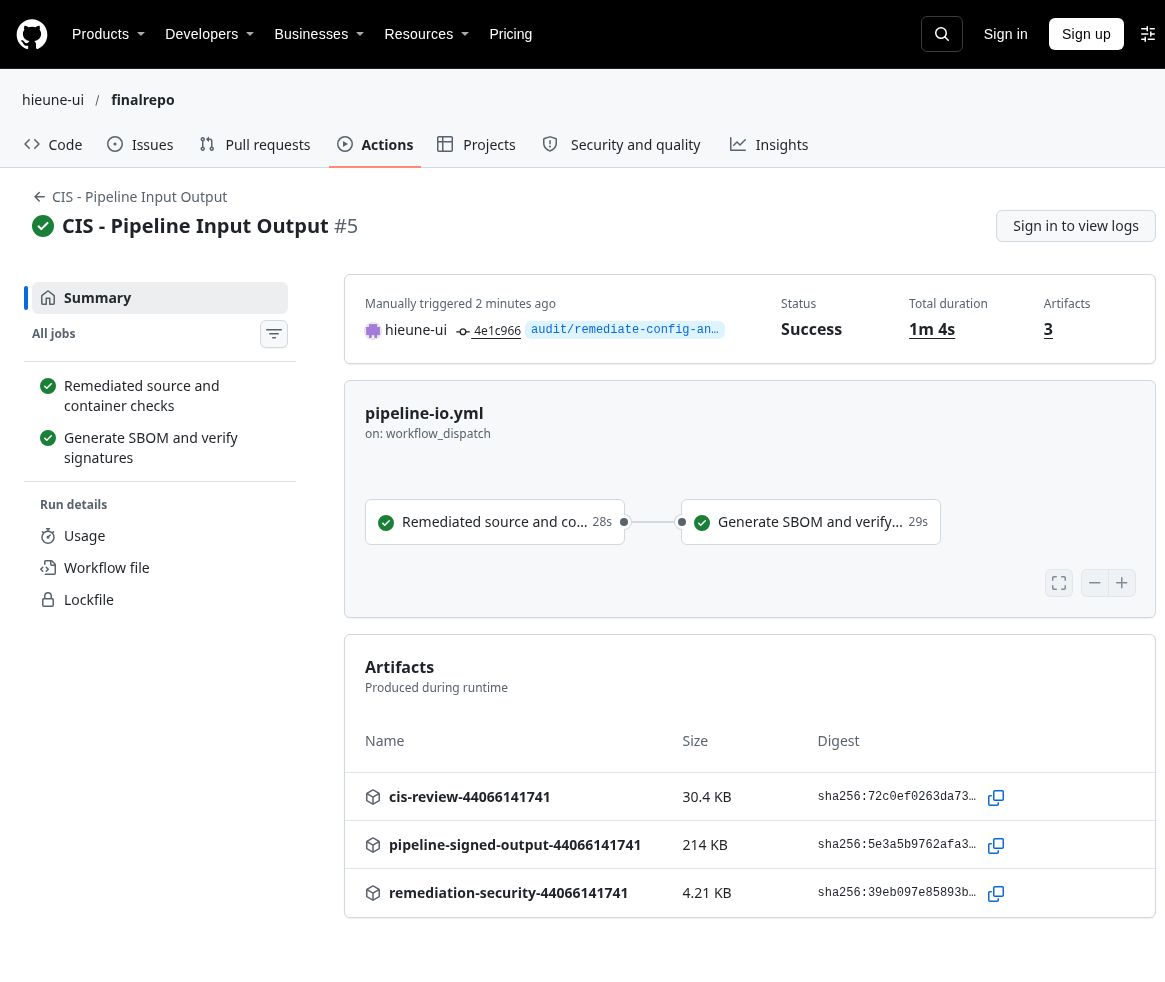 Products Developers Businesses Resources Pricing Sign in Sign up
hieune-ui / finalrepo
Code Issues Pull requests Actions Projects Security and quality Insights
CIS - Pipeline Input Output
CIS - Pipeline Input Output #5
Sign in to view logs
Summary
All jobs
Remediated source and
container checks
Generate SBOM and verify
signatures
Run details
Usage
Workflow file
Lockfile
Manually triggered 2 minutes ago
hieune-ui 4e1c966 audit/remediate-config-an…
Status
Success
Total duration
1m 4s
Artifacts
3
pipeline-io.yml
on: workflow_dispatch
Remediated source and co... 28s
Generate SBOM and verify... 29s
Artifacts
Produced during runtime
Name Size Digest
cis-review-44066141741 30.4 KB sha256:72c0ef0263da73…
pipeline-signed-output-44066141741 214 KB sha256:5e3a5b9762afa3…
remediation-security-44066141741 4.21 KB sha256:39eb097e85893b…